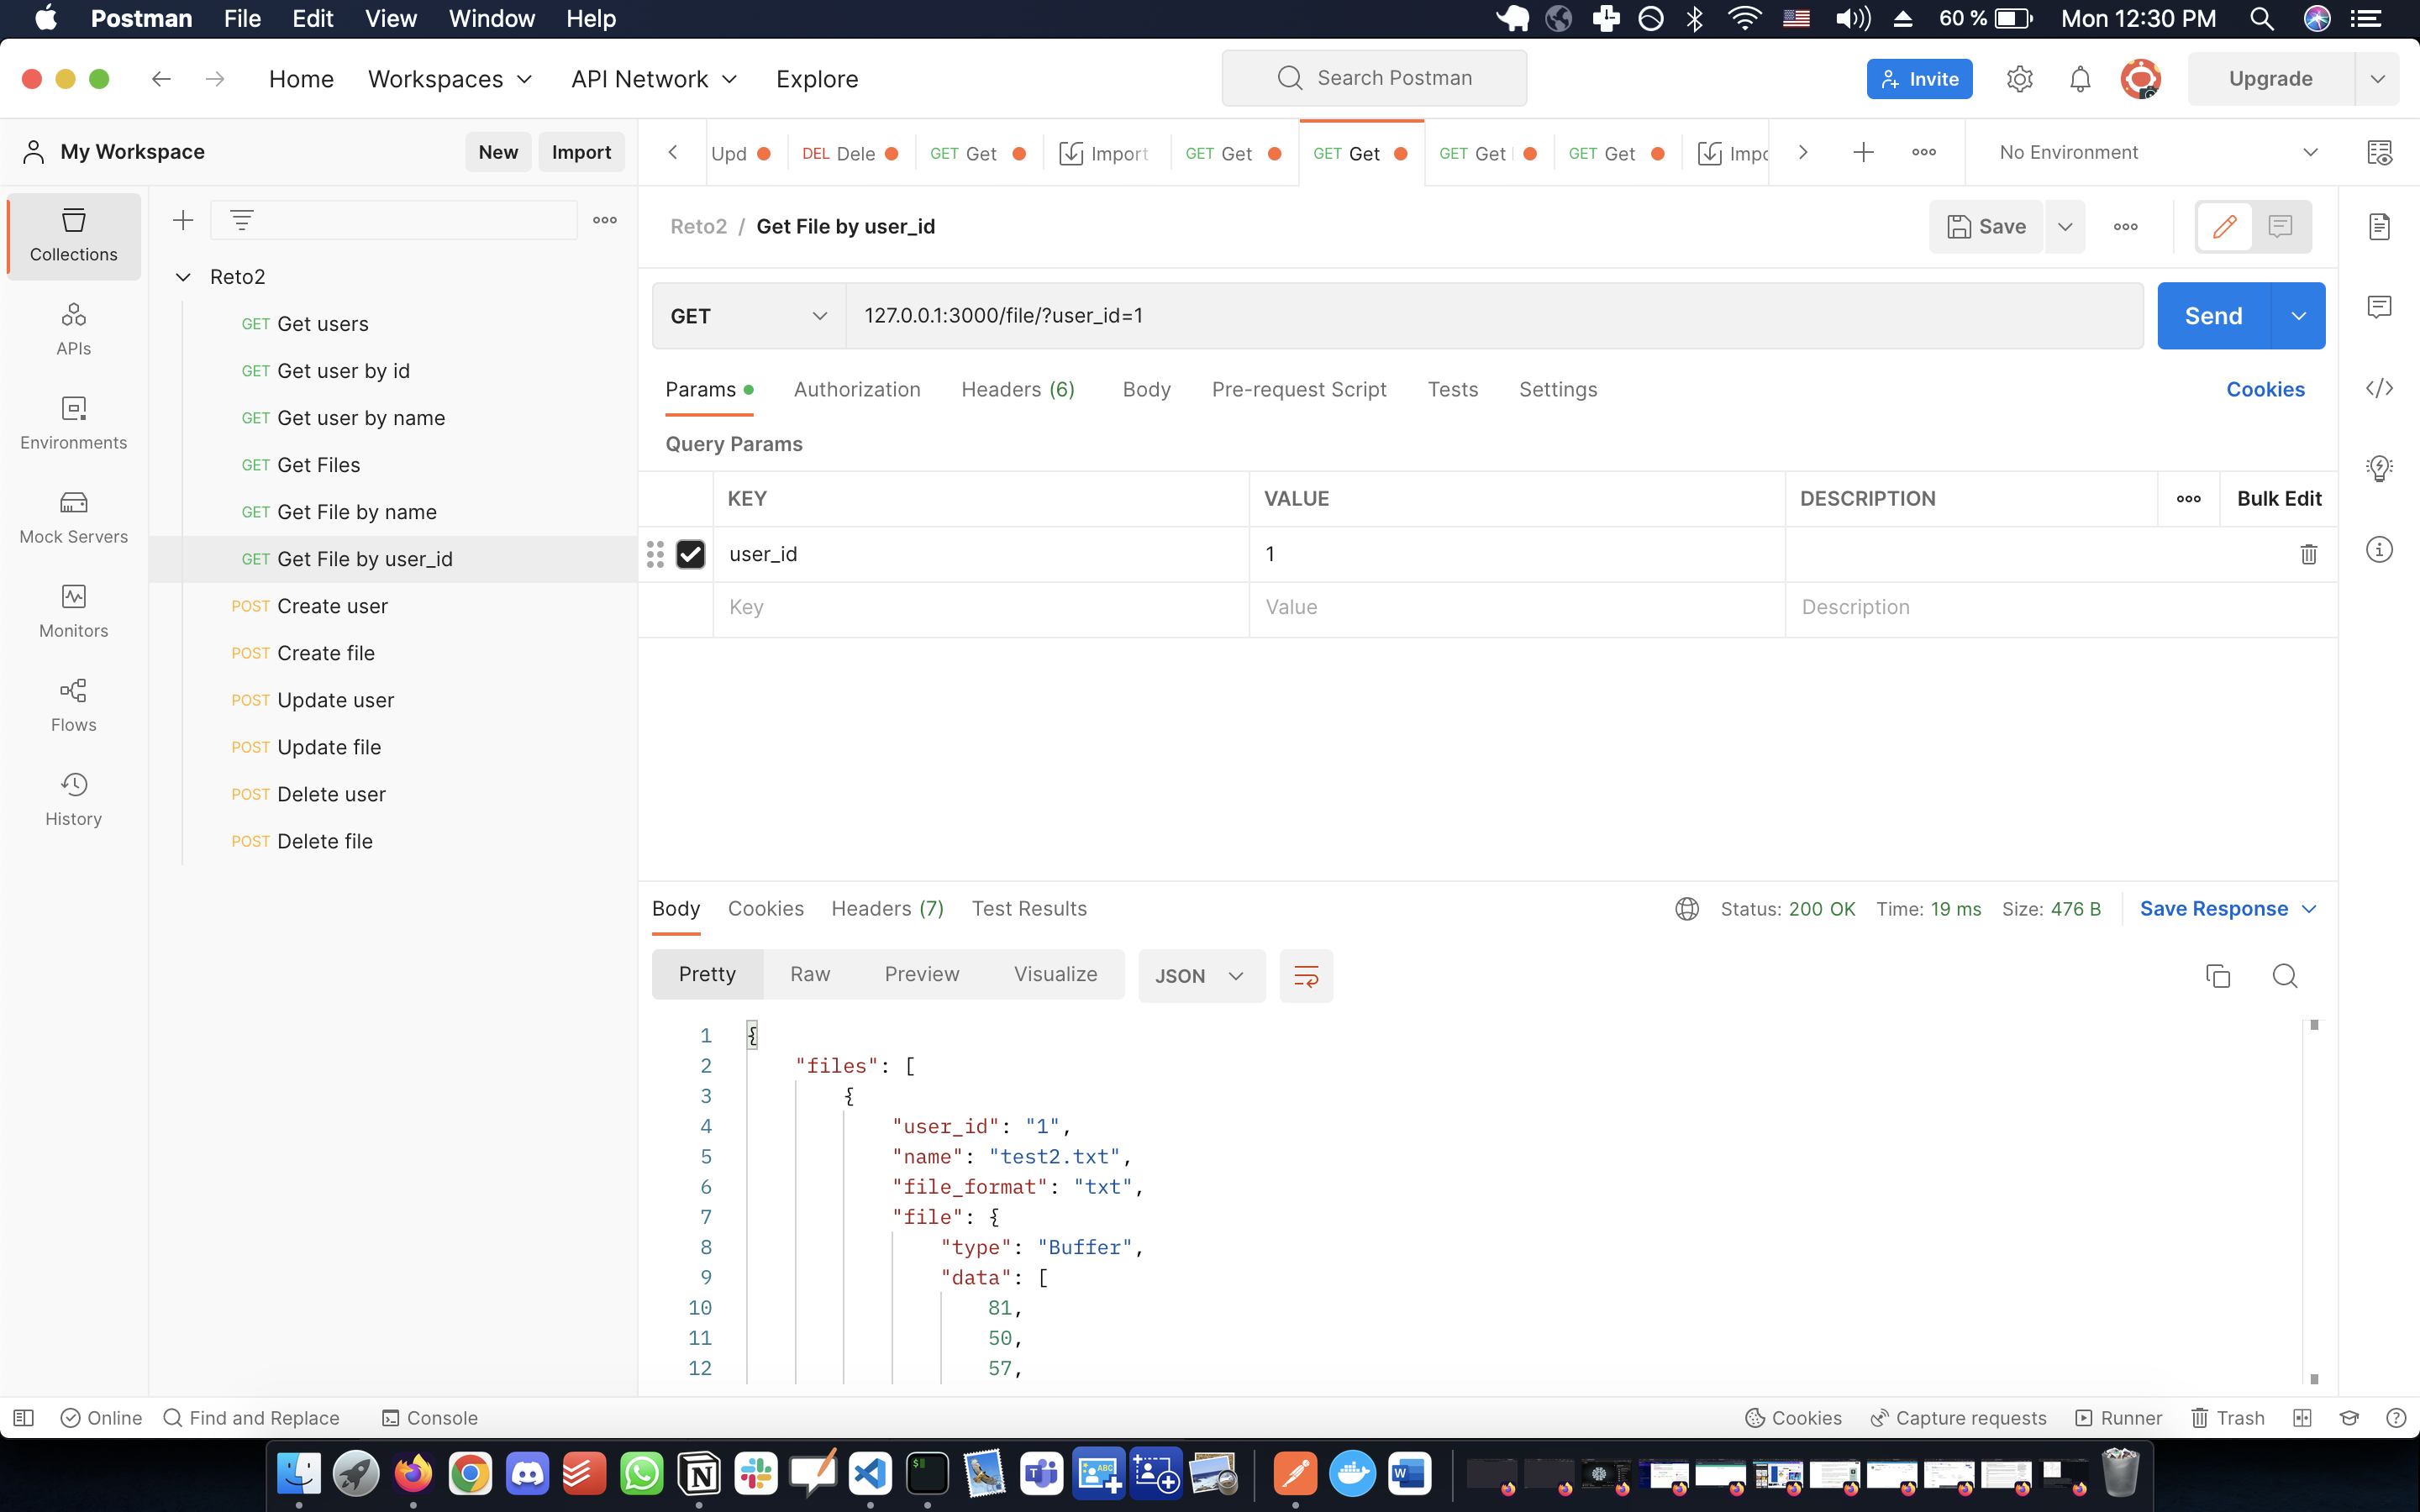 Postman File Edit View Window Help 60 % Mon 12:30 PM
Home Workspaces API Network Explore Search Postman Invite Upgrade
My Workspace New Import Upd DEL Dele GET Get Import GET Get GET Get GET Get GET Get Impo No Environment
Collections
APIs
Environments
Mock Servers
Monitors
Flows
History
Reto2
GET Get users
GET Get user by id
GET Get user by name
GET Get Files
GET Get File by name
GET Get File by user_id
POST Create user
POST Create file
POST Update user
POST Update file
POST Delete user
POST Delete file
Reto2 / Get File by user_id Save
GET 127.0.0.1:3000/file/?user_id=1 Send
Params Authorization Headers (6) Body Pre-request Script Tests Settings Cookies
Query Params
KEY VALUE DESCRIPTION Bulk Edit
user_id 1
Key Value Description
Body Cookies Headers (7) Test Results Status: 200 OK Time: 19 ms Size: 476 B Save Response
Pretty Raw Preview Visualize JSON
1 {
2 "files": [
3 {
4 "user_id": "1",
5 "name": "test2.txt",
6 "file_format": "txt",
7 "file": {
8 "type": "Buffer",
9 "data": [
10 81,
11 50,
12 57,
Online Find and Replace Console Cookies Capture requests Runner Trash